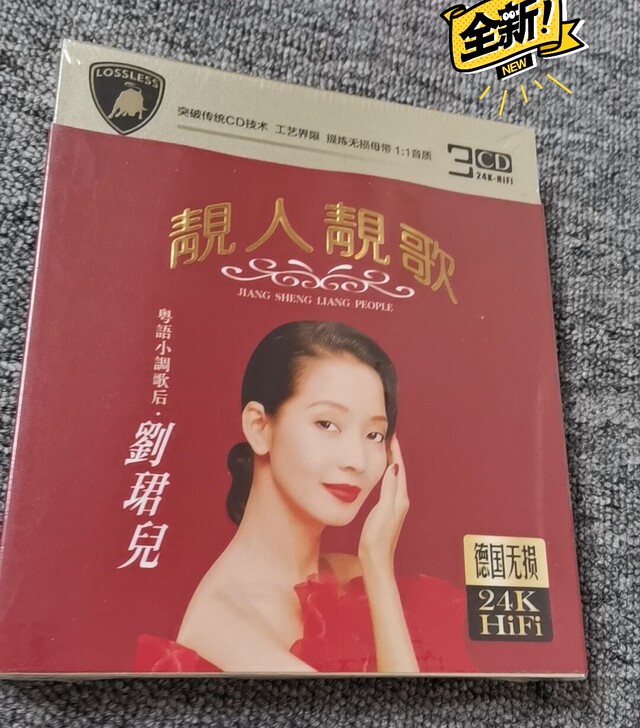 全新!
NEW
LOSSLESS
突破传统CD技术 工艺界限 提炼无损母带 1:1音质
3CD
24K-HiFi
靚人靚歌
JIANG SHENG LIANG PEOPLE
粵語小調歌后·
劉珺兒
德国无损
24K
HiFi